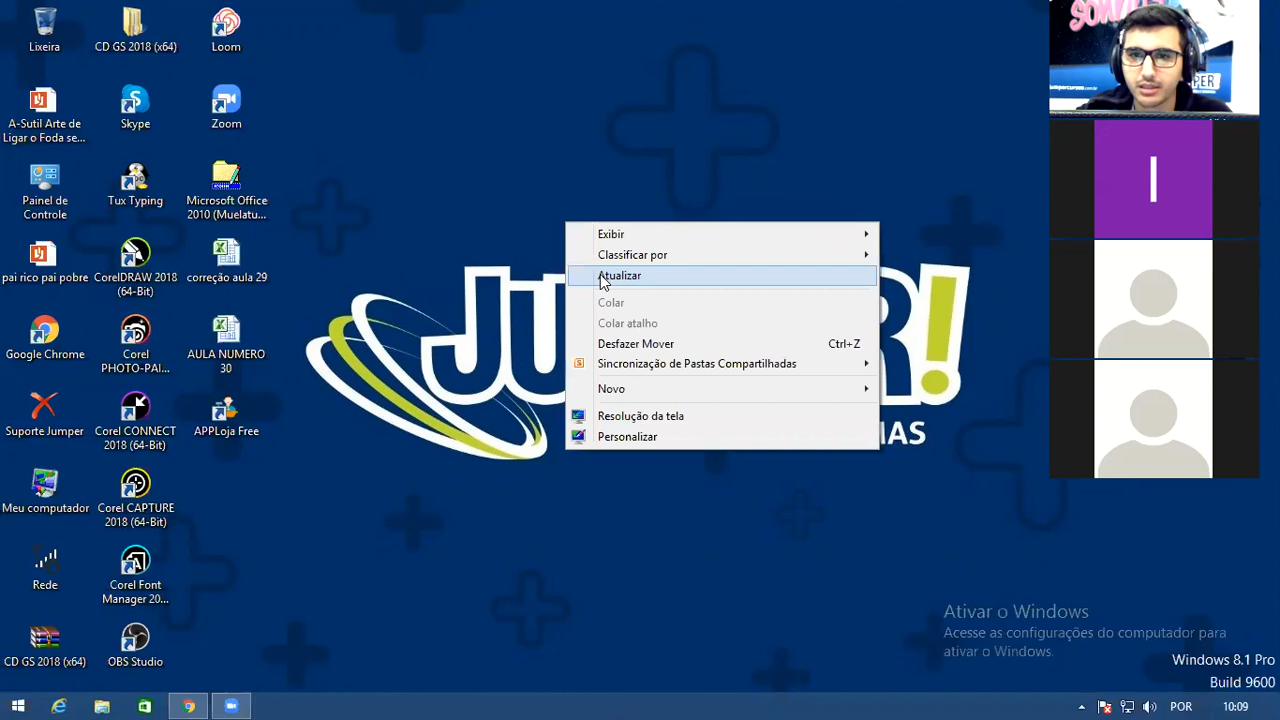 Lixeira
CD GS 2018 (x64)
Loom
A-Sutil Arte de
Ligar o Foda se...
Skype
Zoom
Painel de
Controle
Tux Typing
Microsoft Office
2010 (Muelatu...
pai rico pai pobre
CorelDRAW 2018
(64-Bit)
correção aula 29
Google Chrome
Corel
PHOTO-PAI...
AULA NUMERO
30
Suporte Jumper
Corel CONNECT
2018 (64-Bit)
APPLoja Free
Meu computador
Corel CAPTURE
2018 (64-Bit)
Rede
Corel Font
Manager 20...
CD GS 2018 (x64)
OBS Studio
Exibir
Classificar por
Atualizar
Colar
Colar atalho
Desfazer Mover Ctrl+Z
Sincronização de Pastas Compartilhadas
Novo
Resolução da tela
Personalizar
I
Ativar o Windows
Acesse as configurações do computador para
ativar o Windows.
Windows 8.1 Pro
Build 9600
POR 10:09